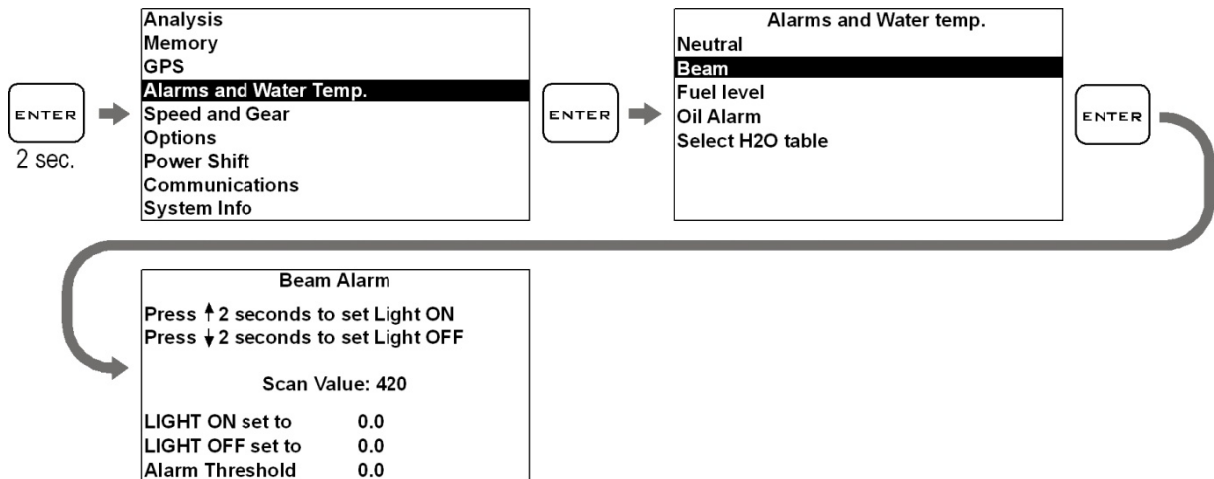 ENTER
2 sec.
Analysis
Memory
GPS
Alarms and Water Temp.
Speed and Gear
Options
Power Shift
Communications
System Info
ENTER
Alarms and Water temp.
Neutral
Beam
Fuel level
Oil Alarm
Select H2O table
ENTER
Beam Alarm
Press ↑ 2 seconds to set Light ON
Press ↓ 2 seconds to set Light OFF
Scan Value: 420
LIGHT ON set to 0.0
LIGHT OFF set to 0.0
Alarm Threshold 0.0